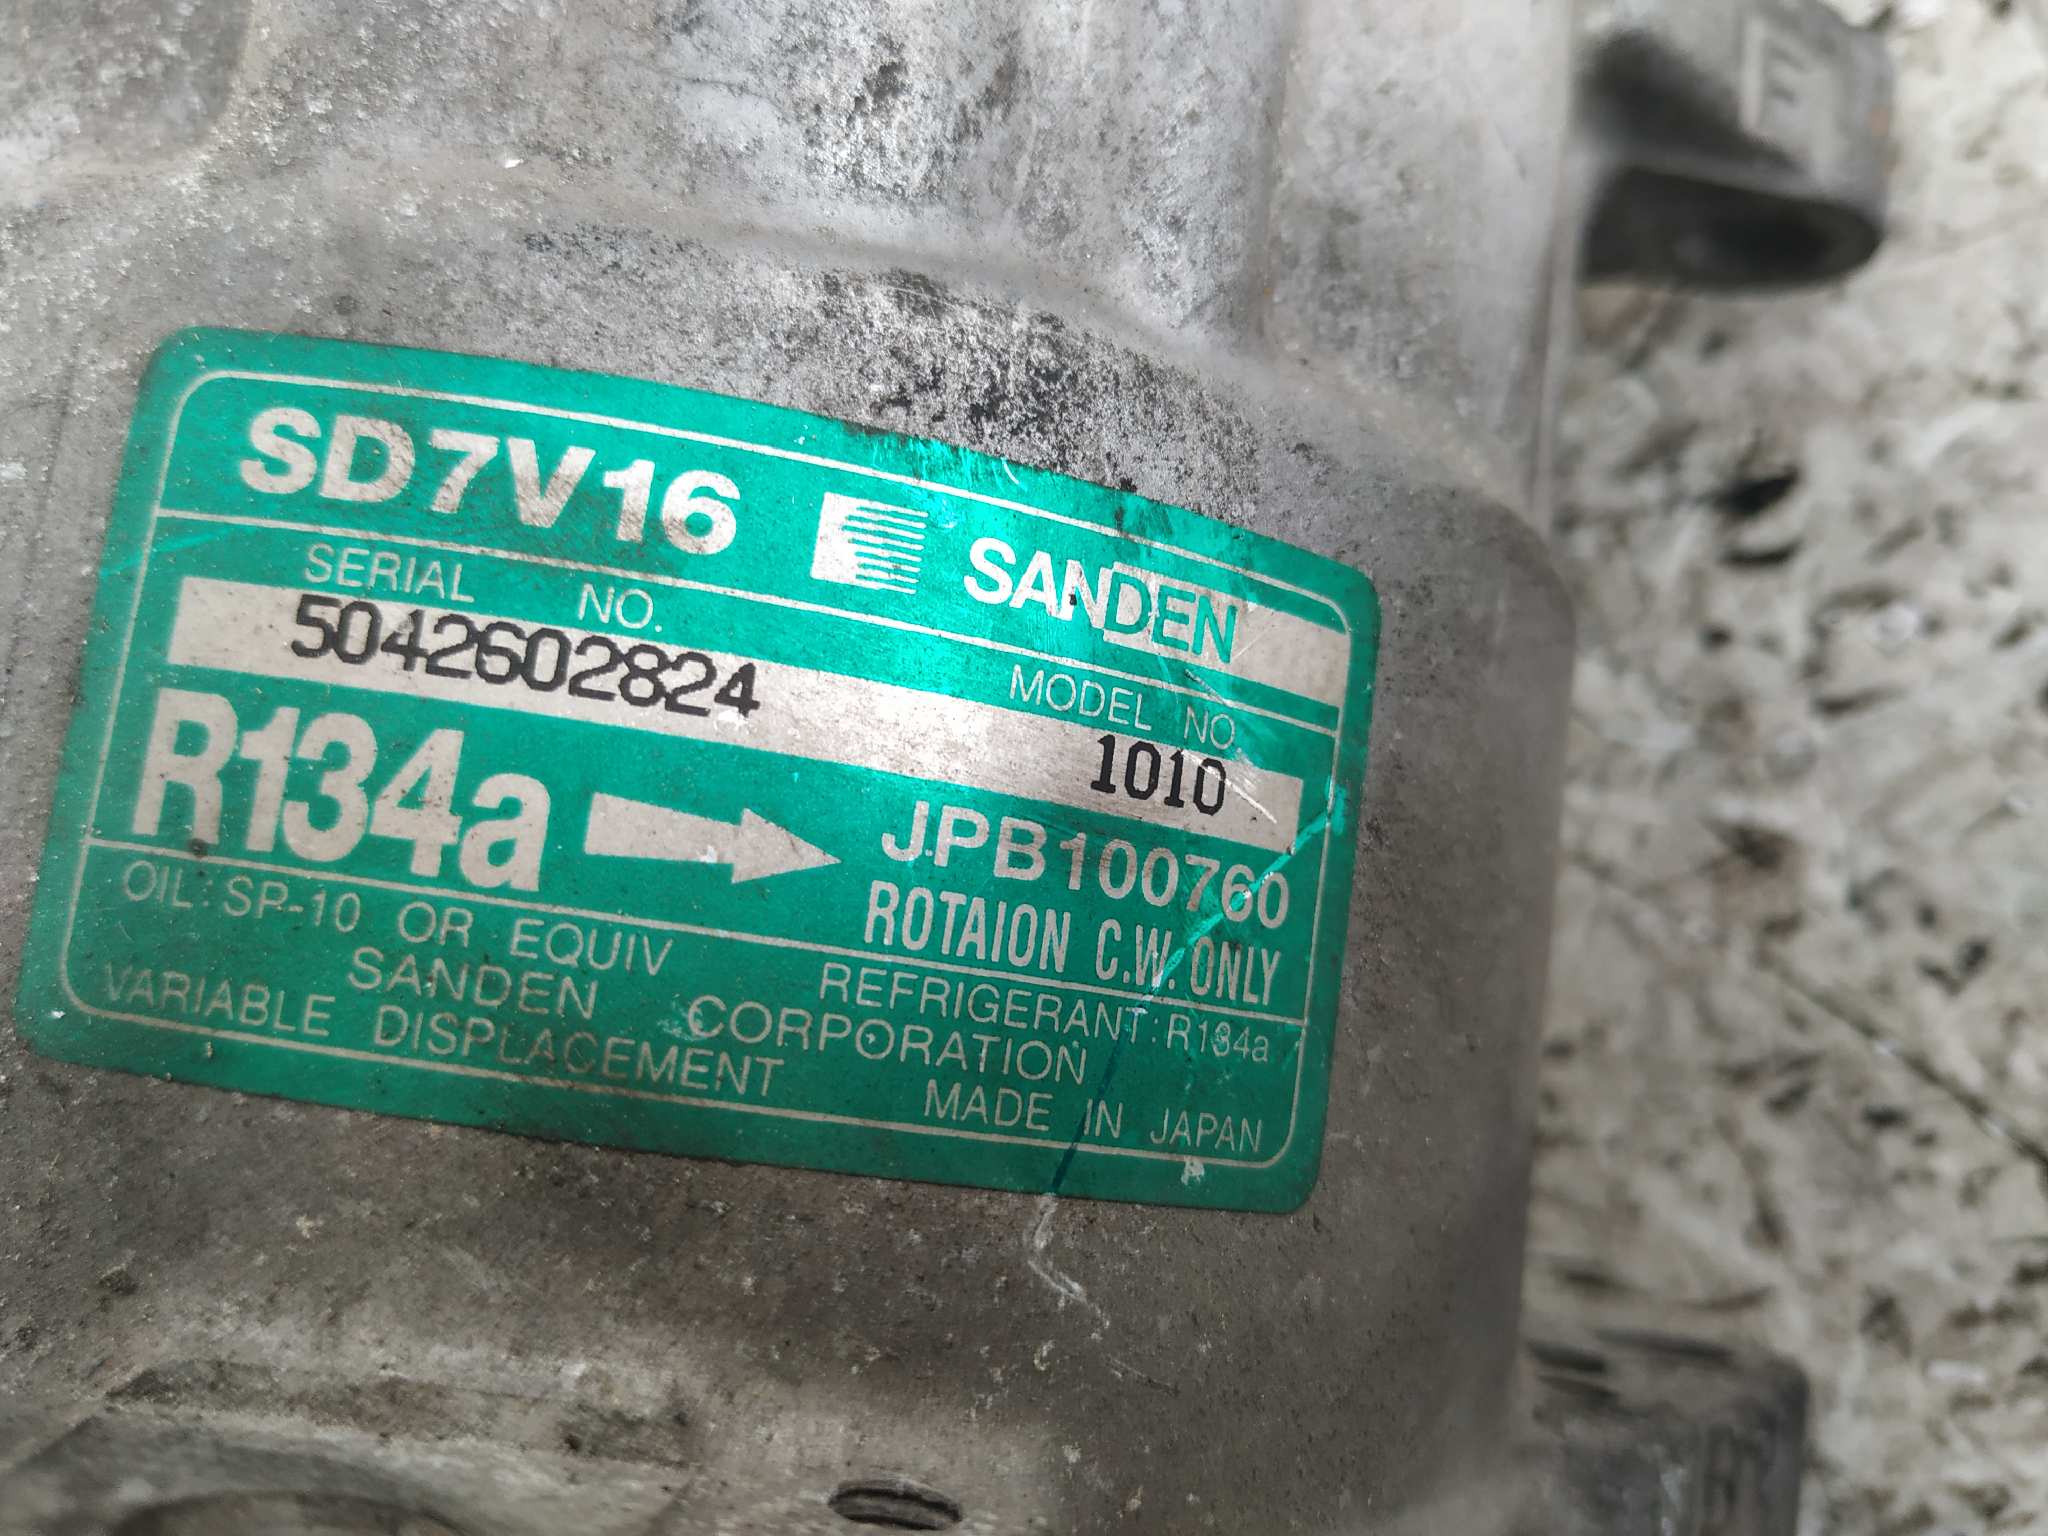 SD7V16 SANDEN
SERIAL NO. MODEL NO.
5042602824 1010
R134a JPB100760
ROTAION C.W. ONLY
OIL: SP-10 OR EQUIV REFRIGERANT: R134a
SANDEN CORPORATION
VARIABLE DISPLACEMENT MADE IN JAPAN